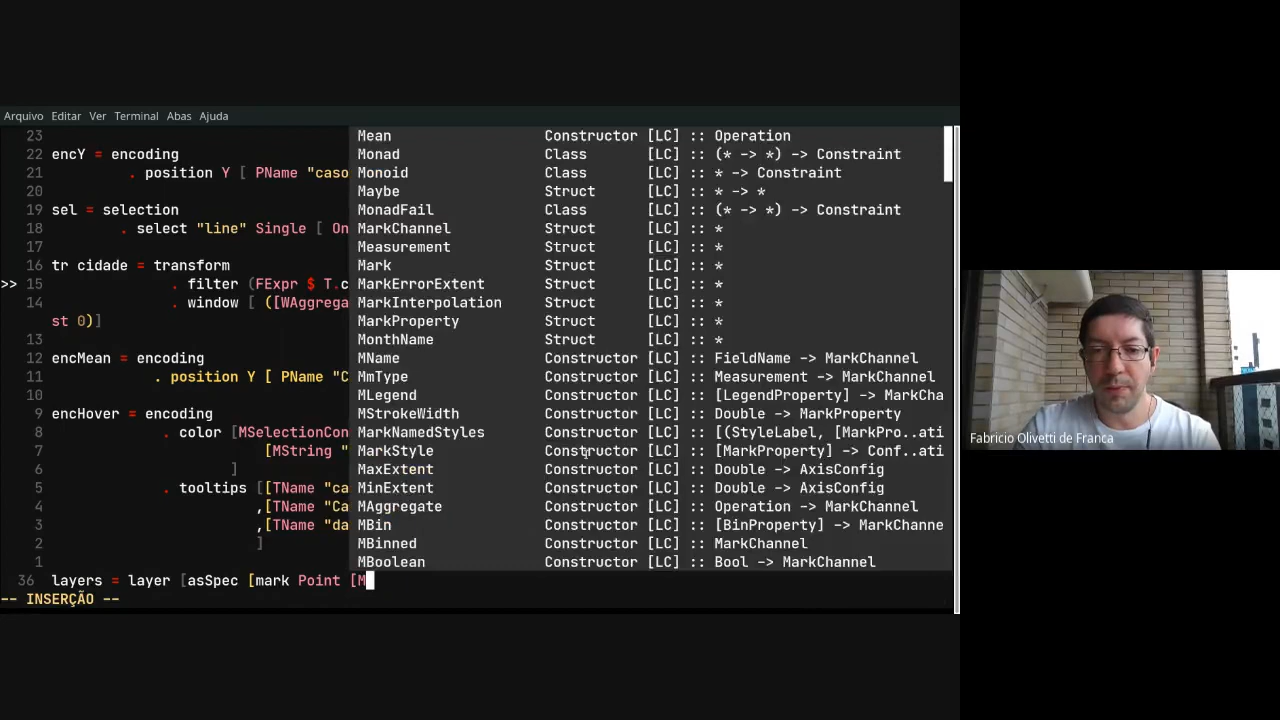 Arquivo Editar Ver Terminal Abas Ajuda
23 Mean Constructor [LC] :: Operation
22 encY = encoding Monad Class [LC] :: (* -> *) -> Constraint
21 . position Y [ PName "caso Monoid Class [LC] :: * -> Constraint
20 Maybe Struct [LC] :: * -> *
19 sel = selection MonadFail Class [LC] :: (* -> *) -> Constraint
18 . select "line" Single [ On MarkChannel Struct [LC] :: *
17 Measurement Struct [LC] :: *
16 tr cidade = transform Mark Struct [LC] :: *
>> 15 . filter (FExpr $ T.c MarkErrorExtent Struct [LC] :: *
14 . window [ ([WAggrega MarkInterpolation Struct [LC] :: *
st 0)] MarkProperty Struct [LC] :: *
13 MonthName Struct [LC] :: *
12 encMean = encoding MName Constructor [LC] :: FieldName -> MarkChannel
11 . position Y [ PName "C MmType Constructor [LC] :: Measurement -> MarkChannel
10 MLegend Constructor [LC] :: [LegendProperty] -> MarkCha
9 encHover = encoding MStrokeWidth Constructor [LC] :: Double -> MarkProperty
8 . color [MSelectionCon MarkNamedStyles Constructor [LC] :: [(StyleLabel, [MarkPro..ati
7 [MString " MarkStyle Constructor [LC] :: [MarkProperty] -> Conf..ati
6 ] MaxExtent Constructor [LC] :: Double -> AxisConfig
5 . tooltips [[TName "ca MinExtent Constructor [LC] :: Double -> AxisConfig
4 ,[TName "Ca MAggregate Constructor [LC] :: Operation -> MarkChannel
3 ,[TName "da MBin Constructor [LC] :: [BinProperty] -> MarkChanne
2 ] MBinned Constructor [LC] :: MarkChannel
1 MBoolean Constructor [LC] :: Bool -> MarkChannel
36 layers = layer [asSpec [mark Point [M
-- INSERÇÃO --
Fabricio Olivetti de Franca